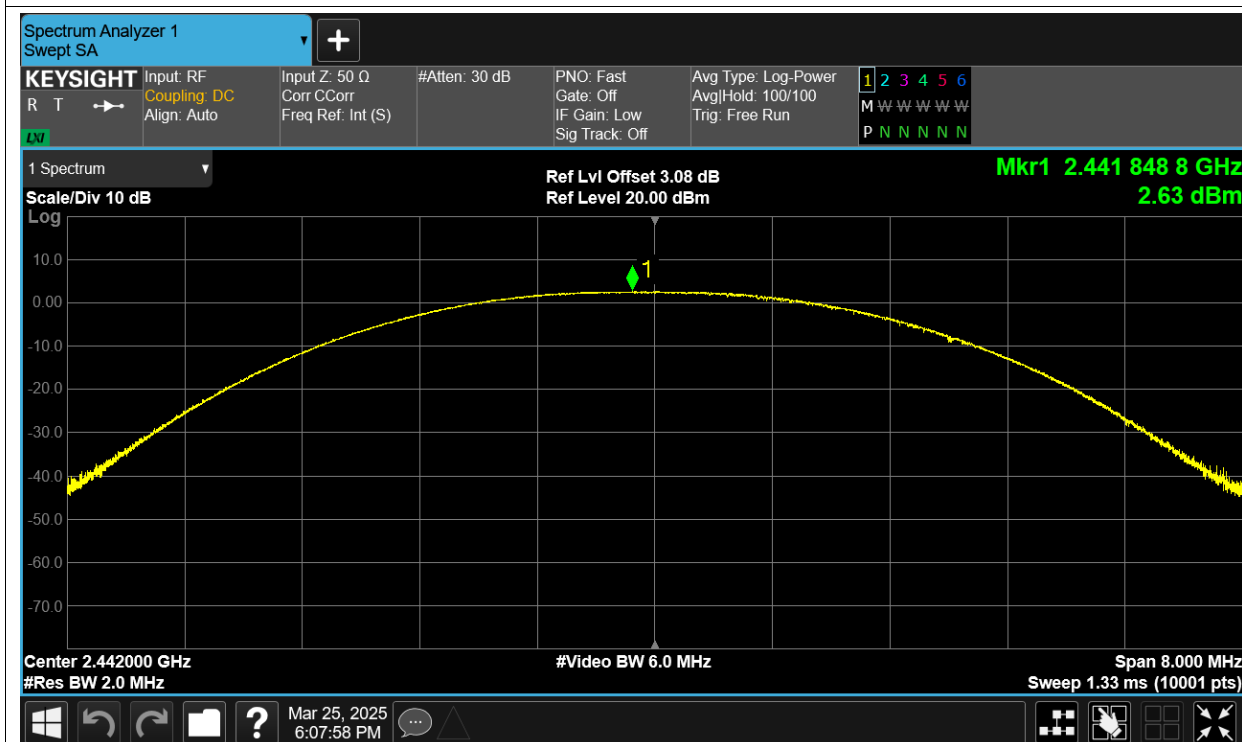 Spectrum Analyzer 1
Swept SA
+
KEYSIGHT
R T
LXI
Input: RF
Coupling: DC
Align: Auto
Input Z: 50 Ω
Corr CCorr
Freq Ref: Int (S)
#Atten: 30 dB
PNO: Fast
Gate: Off
IF Gain: Low
Sig Track: Off
Avg Type: Log-Power
Avg|Hold: 100/100
Trig: Free Run
1 2 3 4 5 6
M W W W W W
P N N N N N
1 Spectrum
Scale/Div 10 dB
Log
Ref Lvl Offset 3.08 dB
Ref Level 20.00 dBm
Mkr1 2.441 848 8 GHz
2.63 dBm
1
10.0
0.00
-10.0
-20.0
-30.0
-40.0
-50.0
-60.0
-70.0
Center 2.442000 GHz
#Res BW 2.0 MHz
#Video BW 6.0 MHz
Span 8.000 MHz
Sweep 1.33 ms (10001 pts)
?
Mar 25, 2025
6:07:58 PM